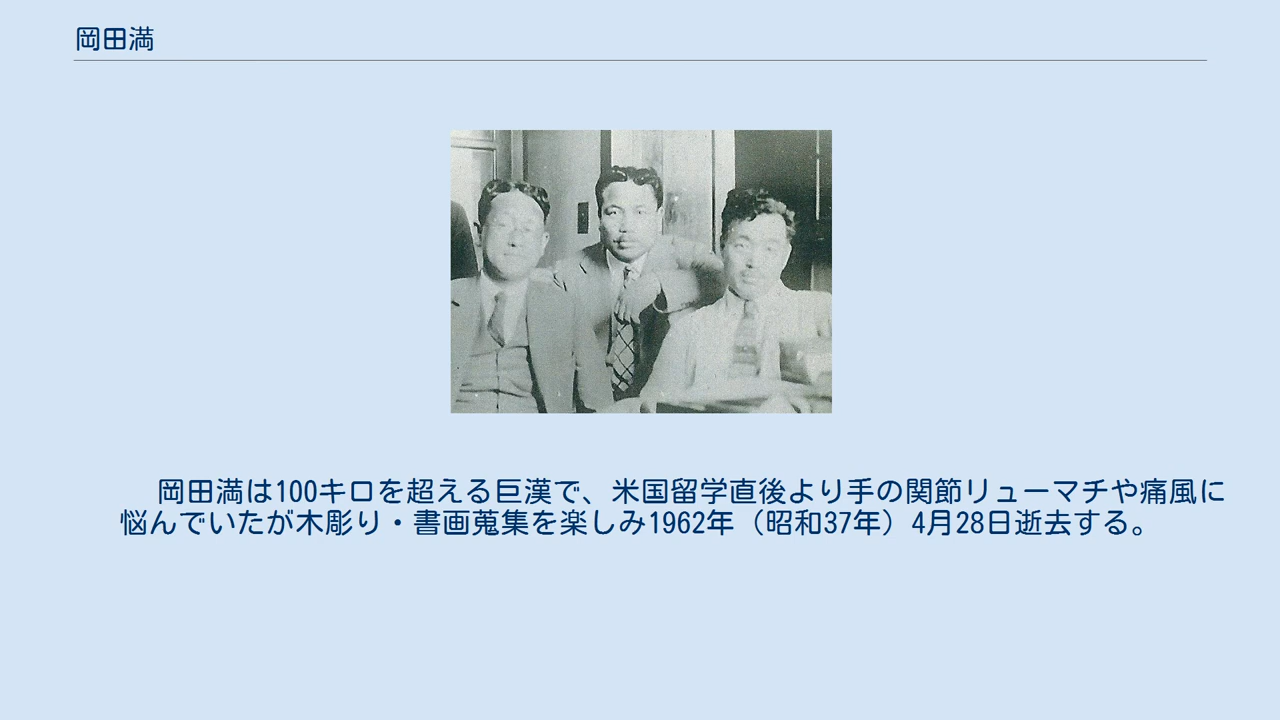 岡田満
岡田満は100キロを超える巨漢で、米国留学直後より手の関節リューマチや痛風に
悩んでいたが木彫り・書画蒐集を楽しみ1962年（昭和37年）4月28日逝去する。